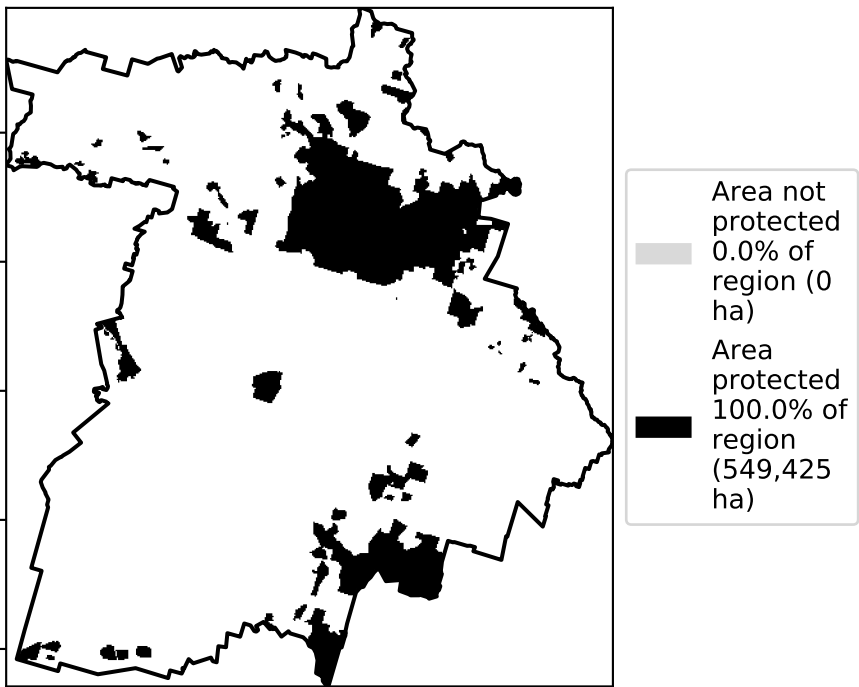 Area not
protected
0.0% of
region (0
ha)
Area
protected
100.0% of
region
(549,425
ha)